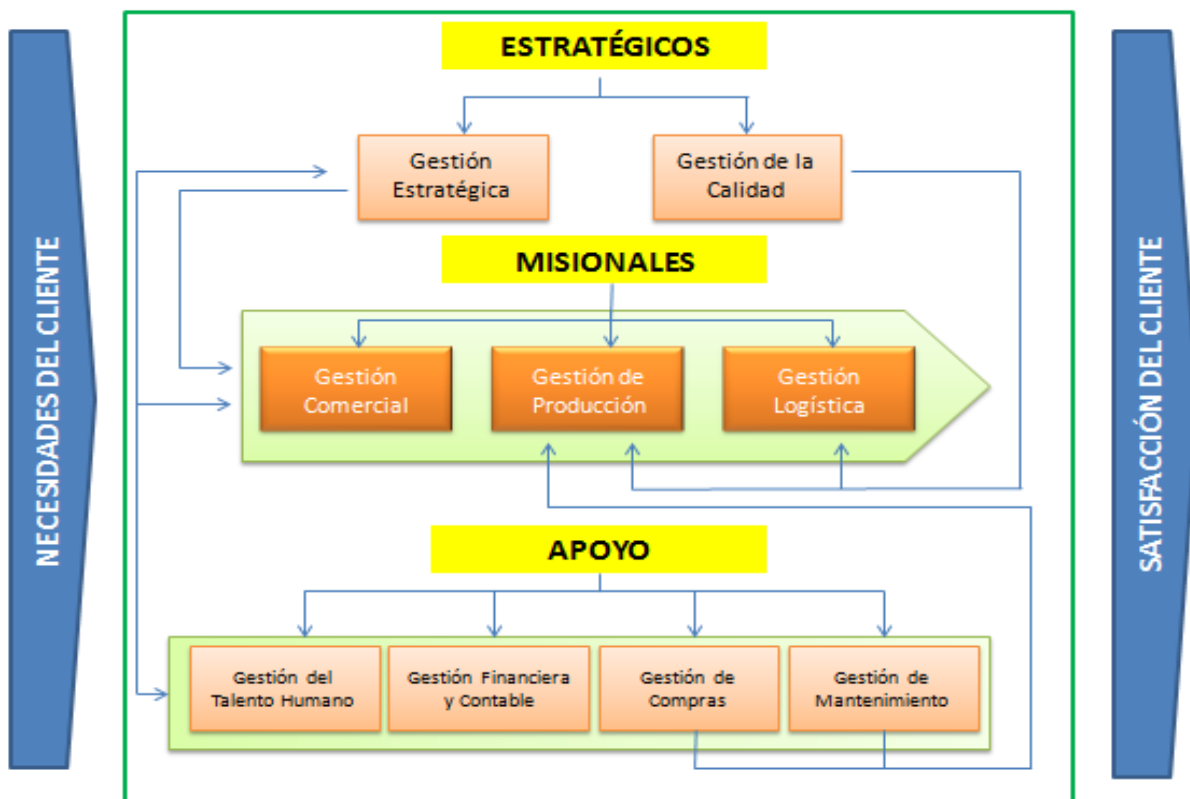 NECESIDADES DEL CLIENTE
ESTRATÉGICOS
Gestión
Estratégica
Gestión de la
Calidad
MISIONALES
Gestión
Comercial
Gestión de
Producción
Gestión
Logística
APOYO
Gestión del
Talento Humano
Gestión Financiera
y Contable
Gestión de
Compras
Gestión de
Mantenimiento
SATISFACCIÓN DEL CLIENTE